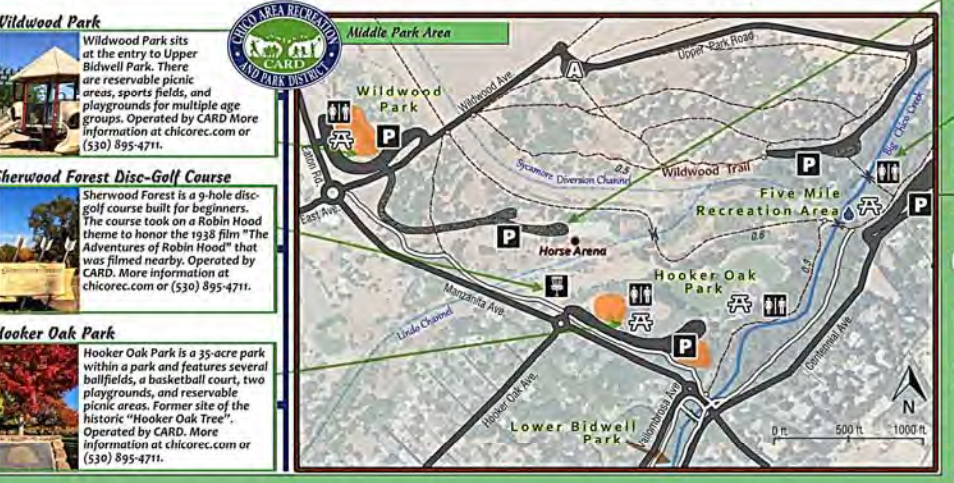 Wildwood Park
Wildwood Park sits
at the entry to Upper
Bidwell Park. There
are reservable picnic
areas, sports fields, and
playgrounds for multiple age
groups. Operated by CARD More
information at chicorec.com or
(530) 895-4711.
Sherwood Forest Disc-Golf Course
Sherwood Forest is a 9-hole disc-
golf course built for beginners.
The course took on a Robin Hood
theme to honor the 1938 film "The
Adventures of Robin Hood" that
was filmed nearby. Operated by
CARD. More information at
chicorec.com or (530) 895-4711.
Hooker Oak Park
Hooker Oak Park is a 35-acre park
within a park and features several
ballfields, a basketball court, two
playgrounds, and reservable
picnic areas. Former site of the
historic “Hooker Oak Tree”.
Operated by CARD. More
information at chicorec.com or
(530) 895-4711.
CHICO AREA RECREATION
CARD
AND PARK DISTRICT
Middle Park Area
A
Upper Park Road
Wildwood Ave.
Wildwood
Park
P
Eaton Rd.
East Ave.
Sycamore Diversion Channel
0.5
Wildwood Trail
P
Big Chico Creek
Five Mile
Recreation Area
P
0.6
P
Horse Arena
0.3
Hooker Oak
Park
Manzanita Ave.
Lindo Channel
P
Centennial Ave.
Hooker Oak Ave.
Vallombrosa Ave.
Lower Bidwell
Park
N
0 ft.
500 ft.
1000 ft.